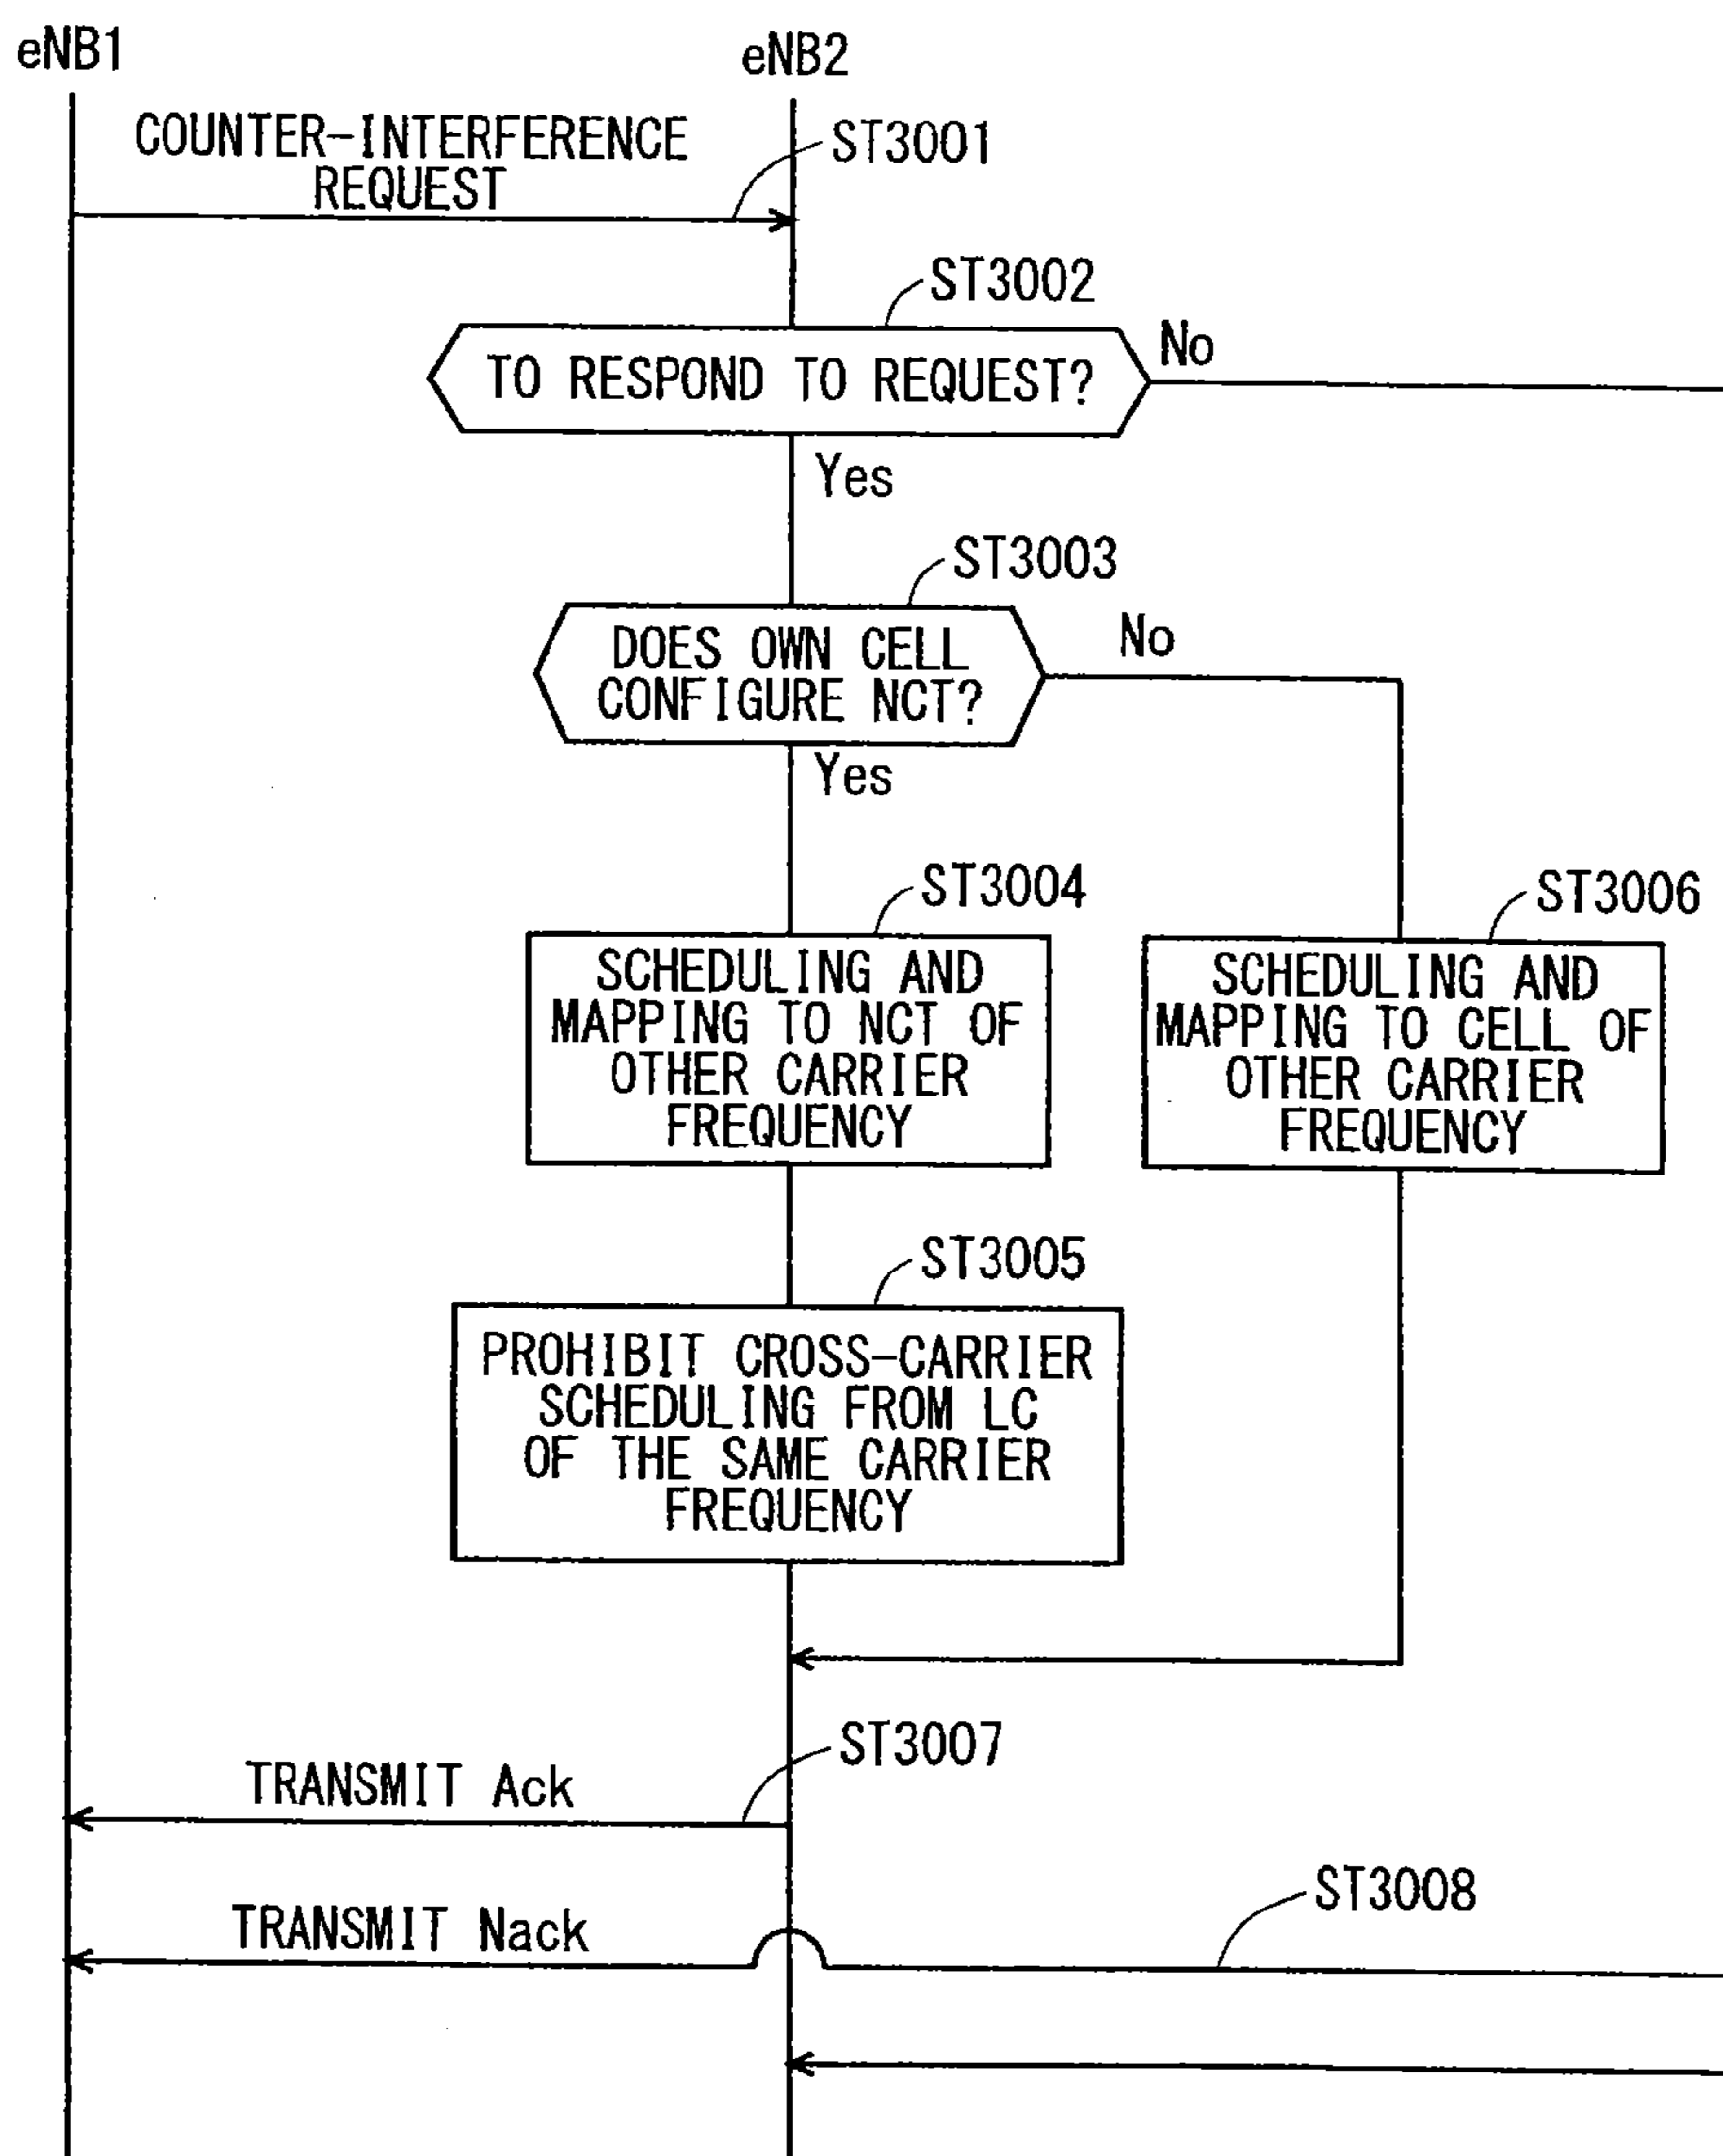 eNB1
eNB2
COUNTER-INTERFERENCE
REQUEST
ST3001
ST3002
TO RESPOND TO REQUEST?
No
Yes
ST3003
DOES OWN CELL
CONFIGURE NCT?
No
Yes
ST3004
SCHEDULING AND
MAPPING TO NCT OF
OTHER CARRIER
FREQUENCY
ST3006
SCHEDULING AND
MAPPING TO CELL OF
OTHER CARRIER
FREQUENCY
ST3005
PROHIBIT CROSS-CARRIER
SCHEDULING FROM LC
OF THE SAME CARRIER
FREQUENCY
ST3007
TRANSMIT Ack
ST3008
TRANSMIT Nack